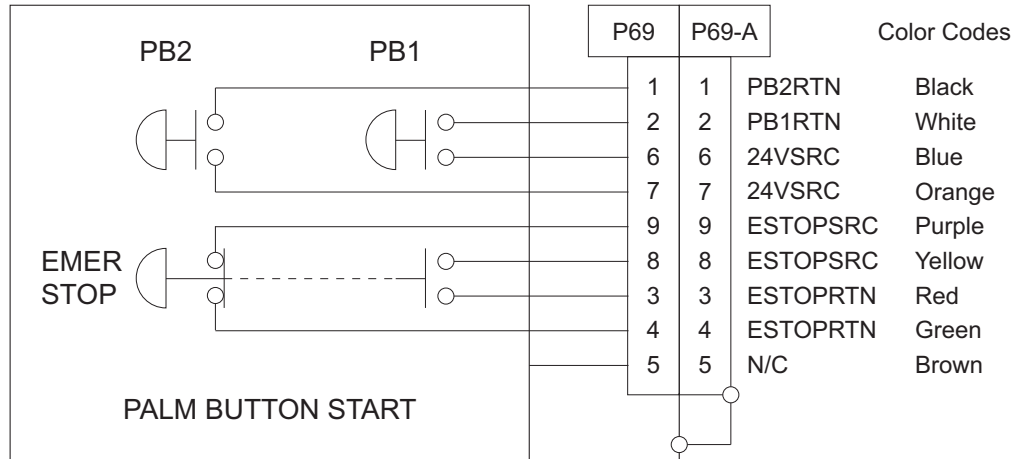 P69 P69-A Color Codes
PB2 PB1
1 1 PB2RTN Black
2 2 PB1RTN White
6 6 24VSRC Blue
7 7 24VSRC Orange
9 9 ESTOPSRC Purple
EMER
STOP
8 8 ESTOPSRC Yellow
3 3 ESTOPRTN Red
4 4 ESTOPRTN Green
5 5 N/C Brown
PALM BUTTON START